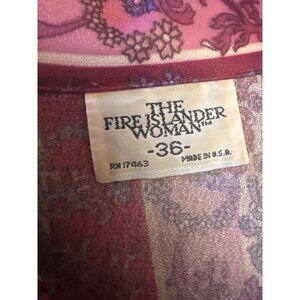 THE
FIRE ISLANDER
WOMAN™
-36-
RN 17463 MADE IN U.S.A.